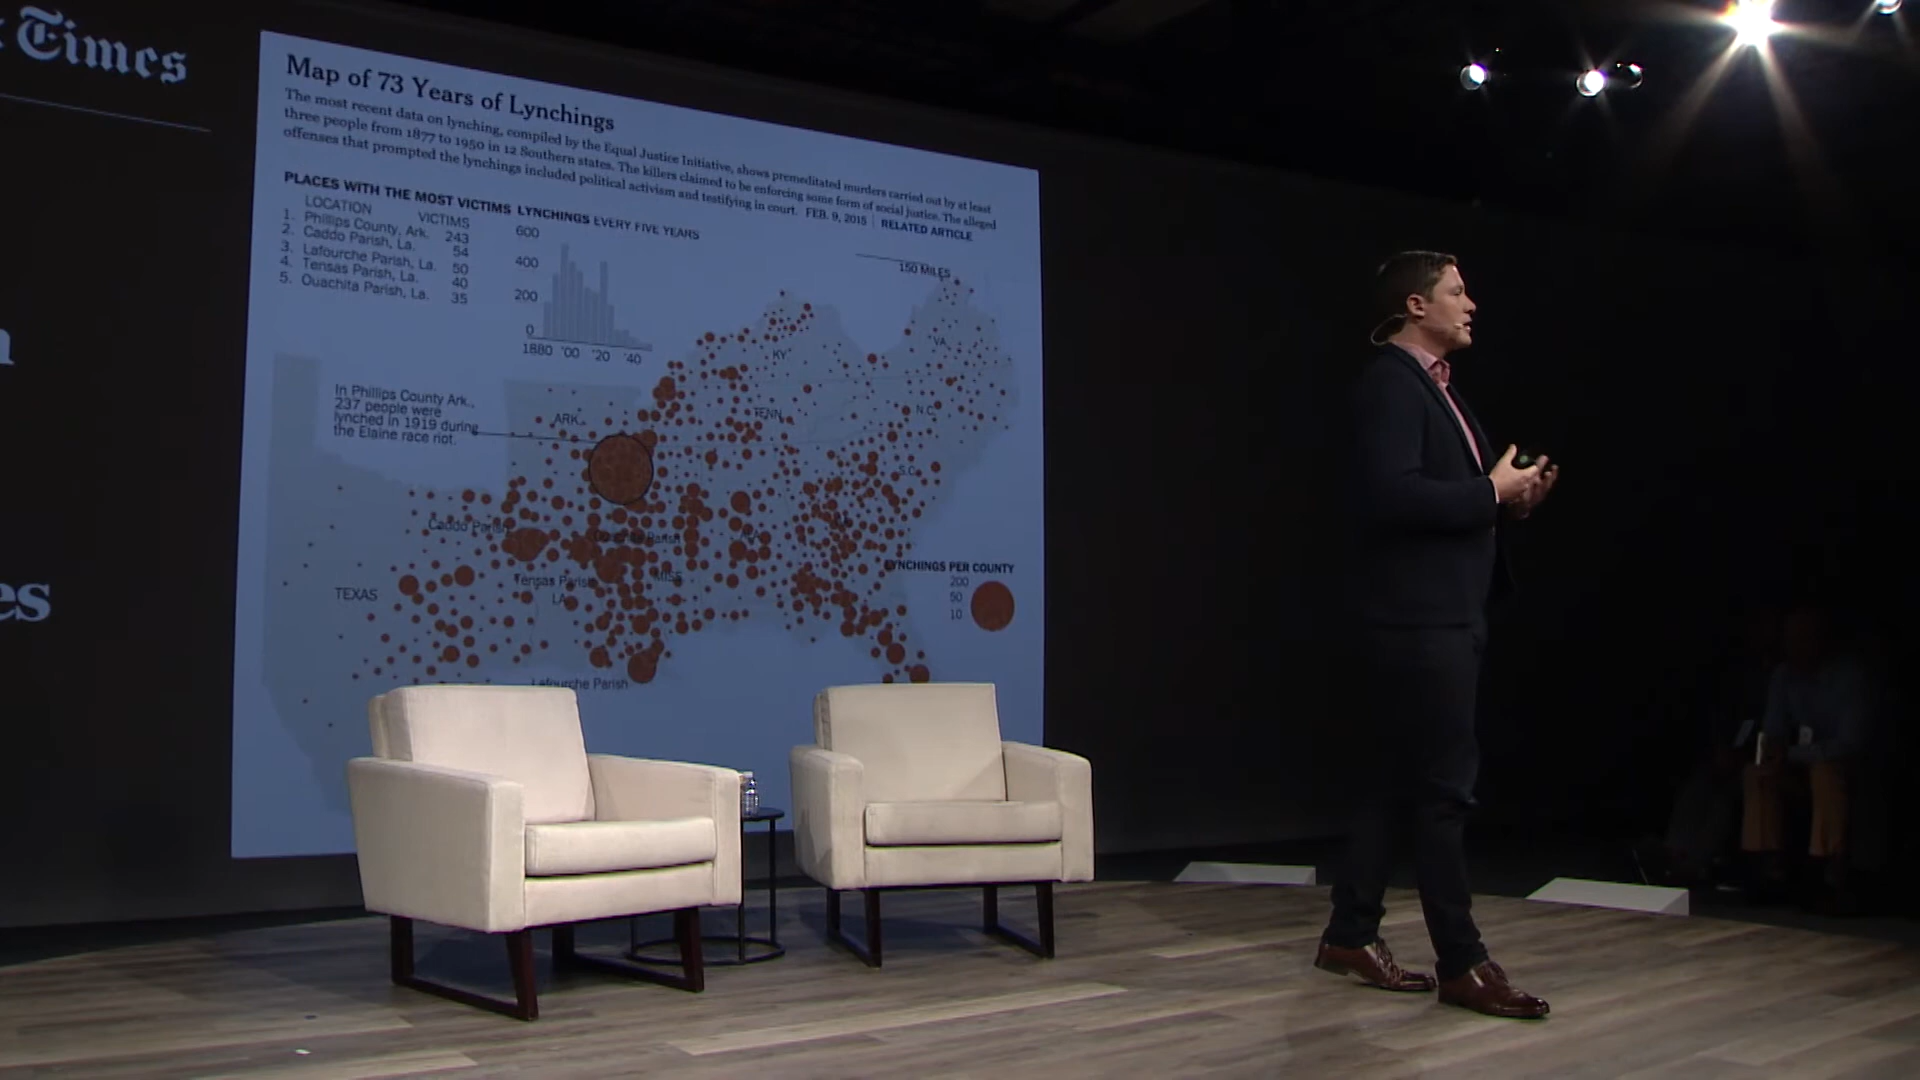 Times
Map of 73 Years of Lynchings
The most recent data on lynching, compiled by the Equal Justice Initiative, shows premeditated murders carried out by at least
three people from 1877 to 1950 in 12 Southern states. The killers claimed to be enforcing some form of social justice. The alleged
offenses that prompted the lynchings included political activism and testifying in court. FEB. 9, 2015 | RELATED ARTICLE
PLACES WITH THE MOST VICTIMS
LOCATION VICTIMS
1. Phillips County, Ark. 243
2. Caddo Parish, La. 54
3. Lafourche Parish, La. 50
4. Tensas Parish, La. 40
5. Ouachita Parish, La. 35
LYNCHINGS EVERY FIVE YEARS
600
400
200
0
1880 '00 '20 '40
150 MILES
In Phillips County Ark.,
237 people were
lynched in 1919 during
the Elaine race riot.
KY.
VA.
ARK.
TENN.
N.C.
S.C.
Caddo Parish
Ouachita Parish
Tensas Parish
MISS.
TEXAS
LA.
Lafourche Parish
LYNCHINGS PER COUNTY
200
50
10
es